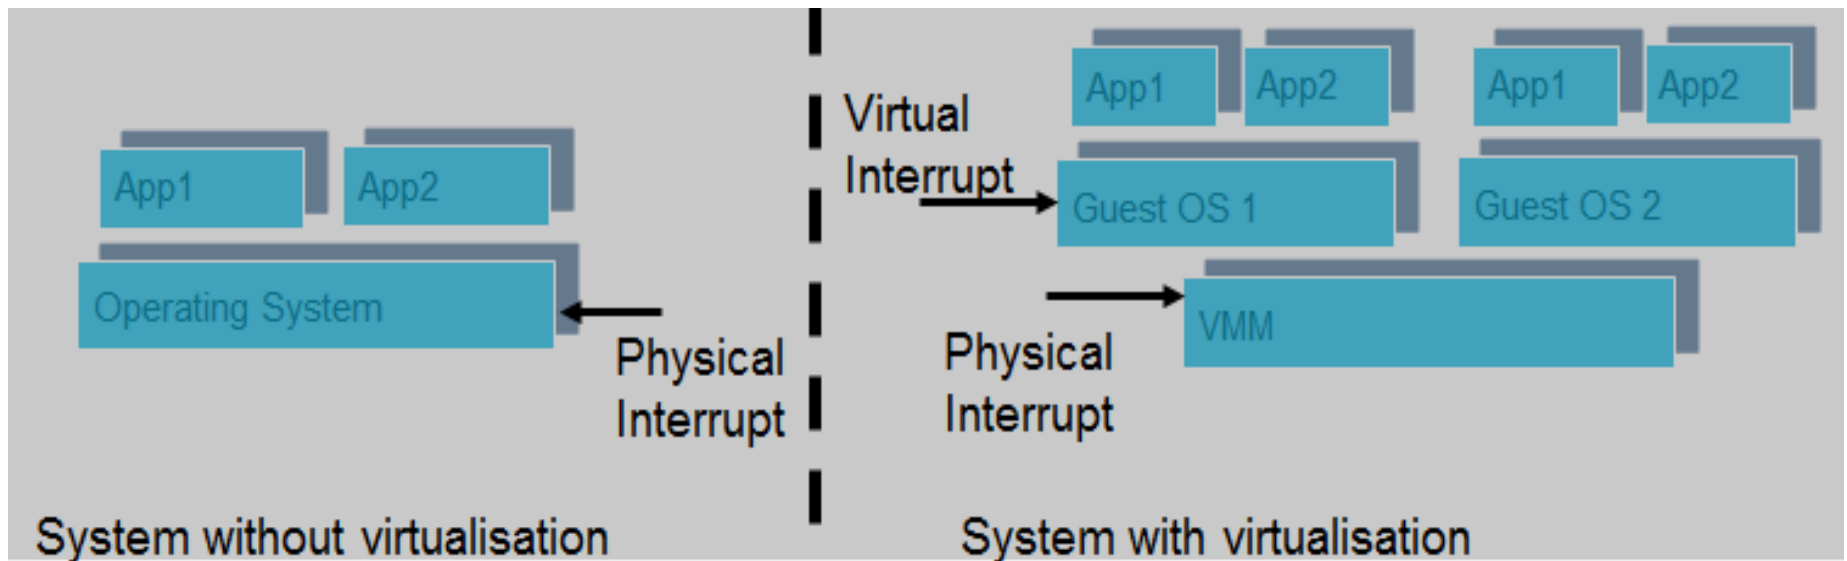 App1
App2
Operating System
Physical
Interrupt
System without virtualisation
Virtual
Interrupt
App1
App2
App1
App2
Guest OS 1
Guest OS 2
VMM
Physical
Interrupt
System with virtualisation